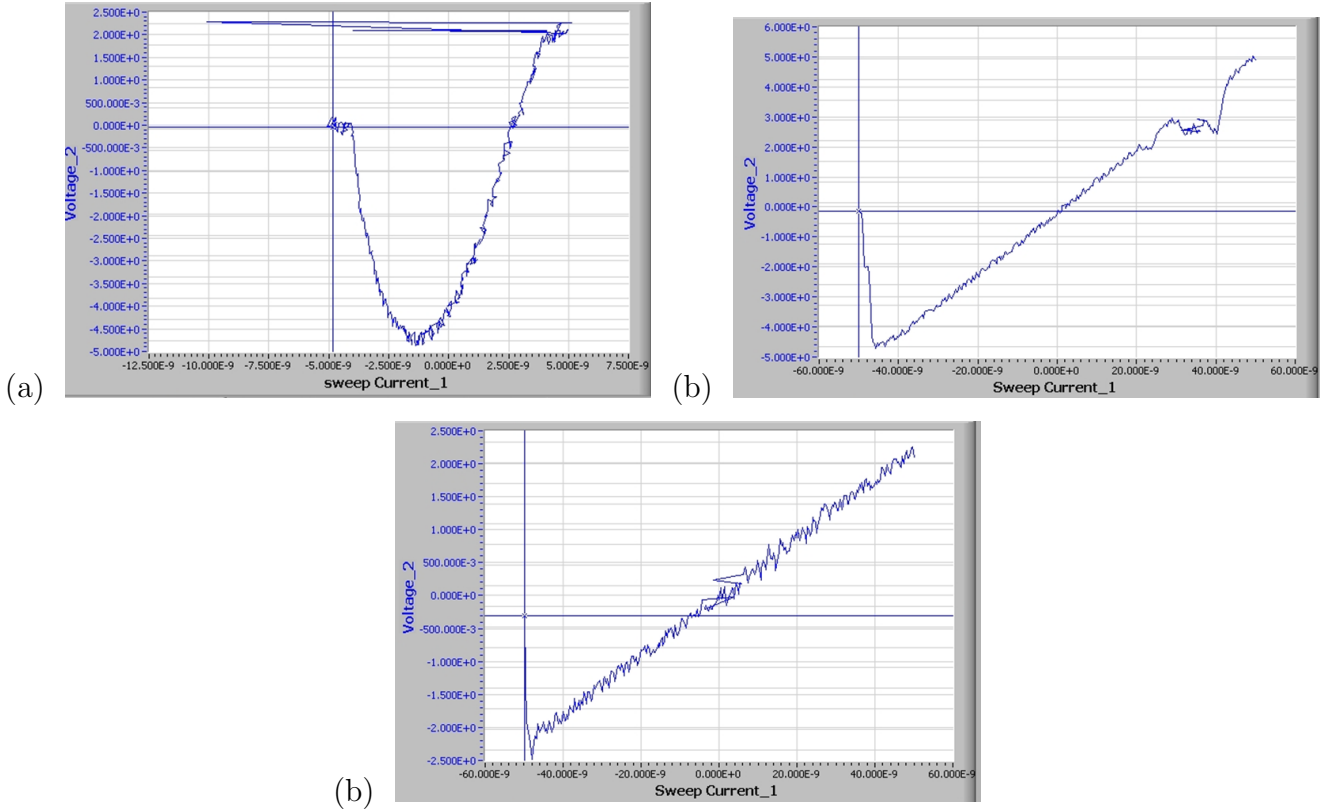 2.500E+0
2.000E+0
1.500E+0
1.000E+0
500.000E-3
0.000E+0
-500.000E-3
-1.000E+0
-1.500E+0
-2.000E+0
-2.500E+0
-3.000E+0
-3.500E+0
-4.000E+0
-4.500E+0
-5.000E+0
Voltage_2
-12.500E-9 -10.000E-9 -7.500E-9 -5.000E-9 -2.500E-9 0.000E+0 2.500E-9 5.000E-9 7.500E-9
sweep Current_1
(a)
6.000E+0
5.000E+0
4.000E+0
3.000E+0
2.000E+0
1.000E+0
0.000E+0
-1.000E+0
-2.000E+0
-3.000E+0
-4.000E+0
-5.000E+0
Voltage_2
-60.000E-9 -40.000E-9 -20.000E-9 0.000E+0 20.000E-9 40.000E-9 60.000E-9
Sweep Current_1
(b)
2.500E+0
2.000E+0
1.500E+0
1.000E+0
500.000E-3
0.000E+0
-500.000E-3
-1.000E+0
-1.500E+0
-2.000E+0
-2.500E+0
Voltage_2
-60.000E-9 -40.000E-9 -20.000E-9 0.000E+0 20.000E-9 40.000E-9 60.000E-9
Sweep Current_1
(b)